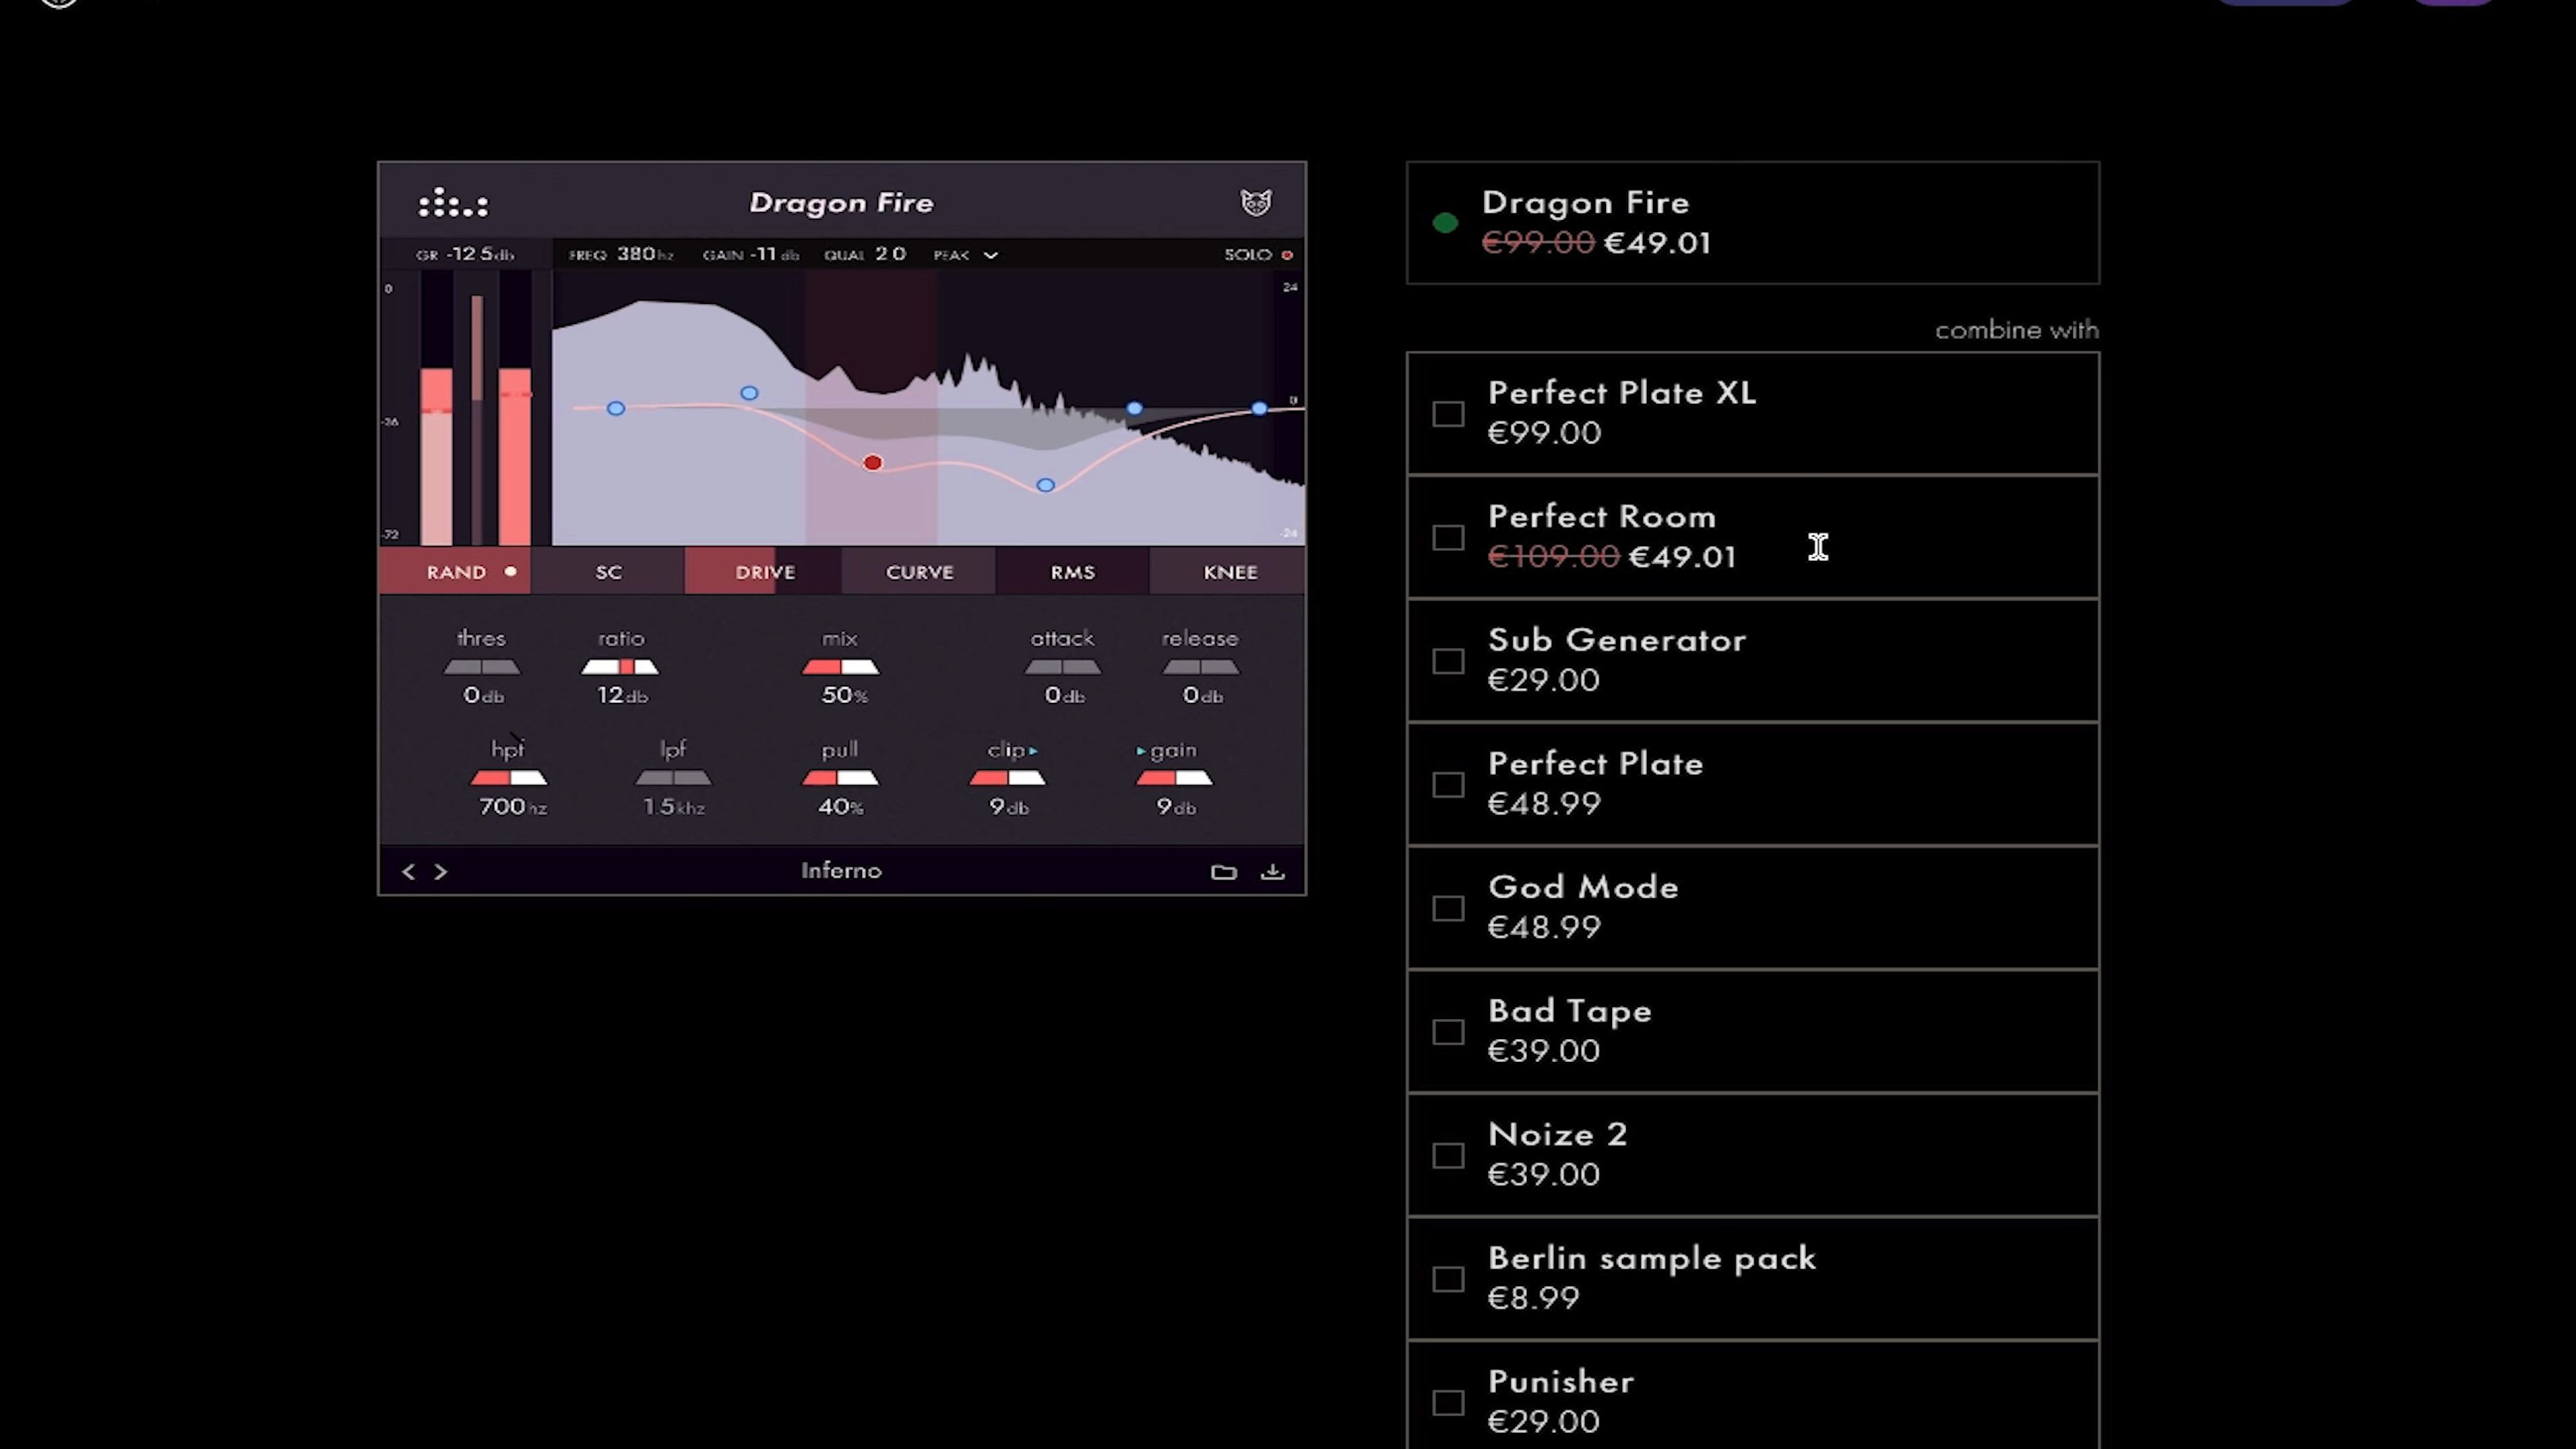 Dragon Fire
GR -12.5db FREQ 380hz GAIN -11db QUAL 2.0 PEAK SOLO
0
-36
-72
24
0
-24
RAND SC DRIVE CURVE RMS KNEE
thres ratio mix attack release
0db 12db 50% 0db 0db
hpf lpf pull clip gain
700hz 1.5khz 40% 9db 9db
Inferno
Dragon Fire
€99.00 €49.01
combine with
Perfect Plate XL
€99.00
Perfect Room
€109.00 €49.01
Sub Generator
€29.00
Perfect Plate
€48.99
God Mode
€48.99
Bad Tape
€39.00
Noize 2
€39.00
Berlin sample pack
€8.99
Punisher
€29.00